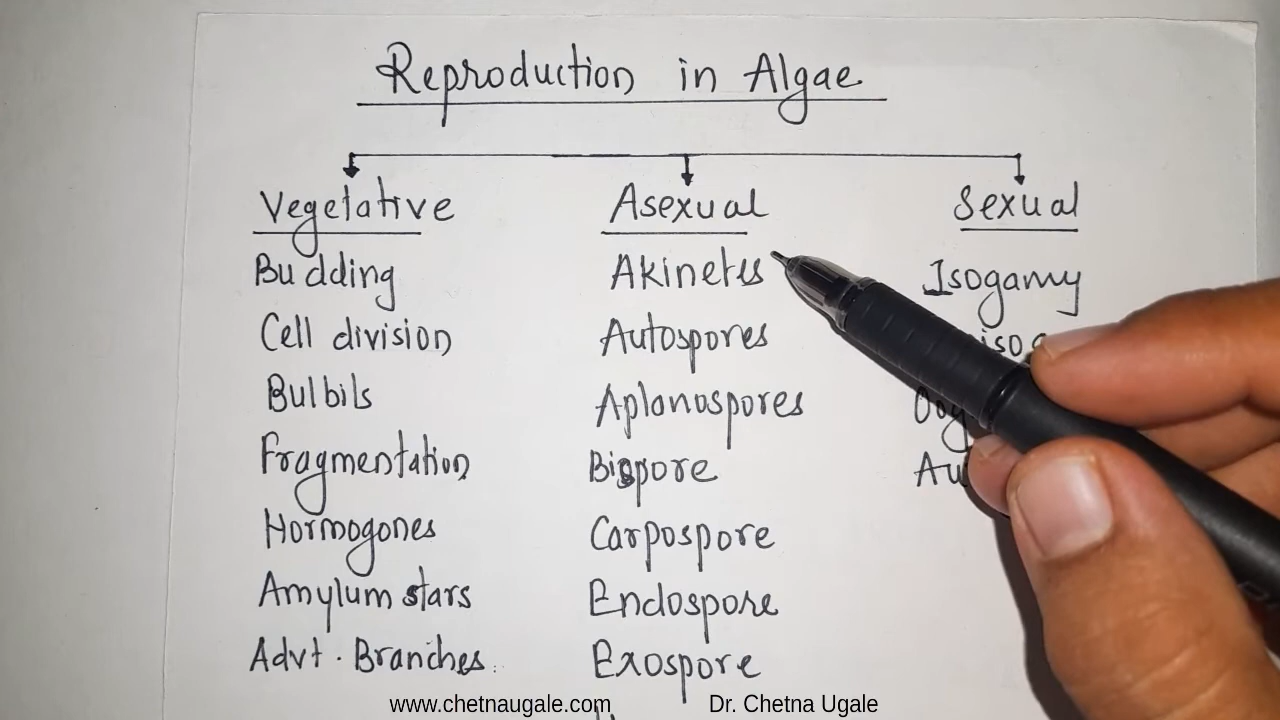 Reproduction in Algae
Vegetative
Asexual
Sexual
Budding
Akinetes
Isogamy
Cell division
Autospores
Bulbils
Aplanospores
Fragmentation
Bispore
Hormogones
Carpospore
Amylum stars
Endospore
Advt. Branches
Exospore
www.chetnaugale.com Dr. Chetna Ugale